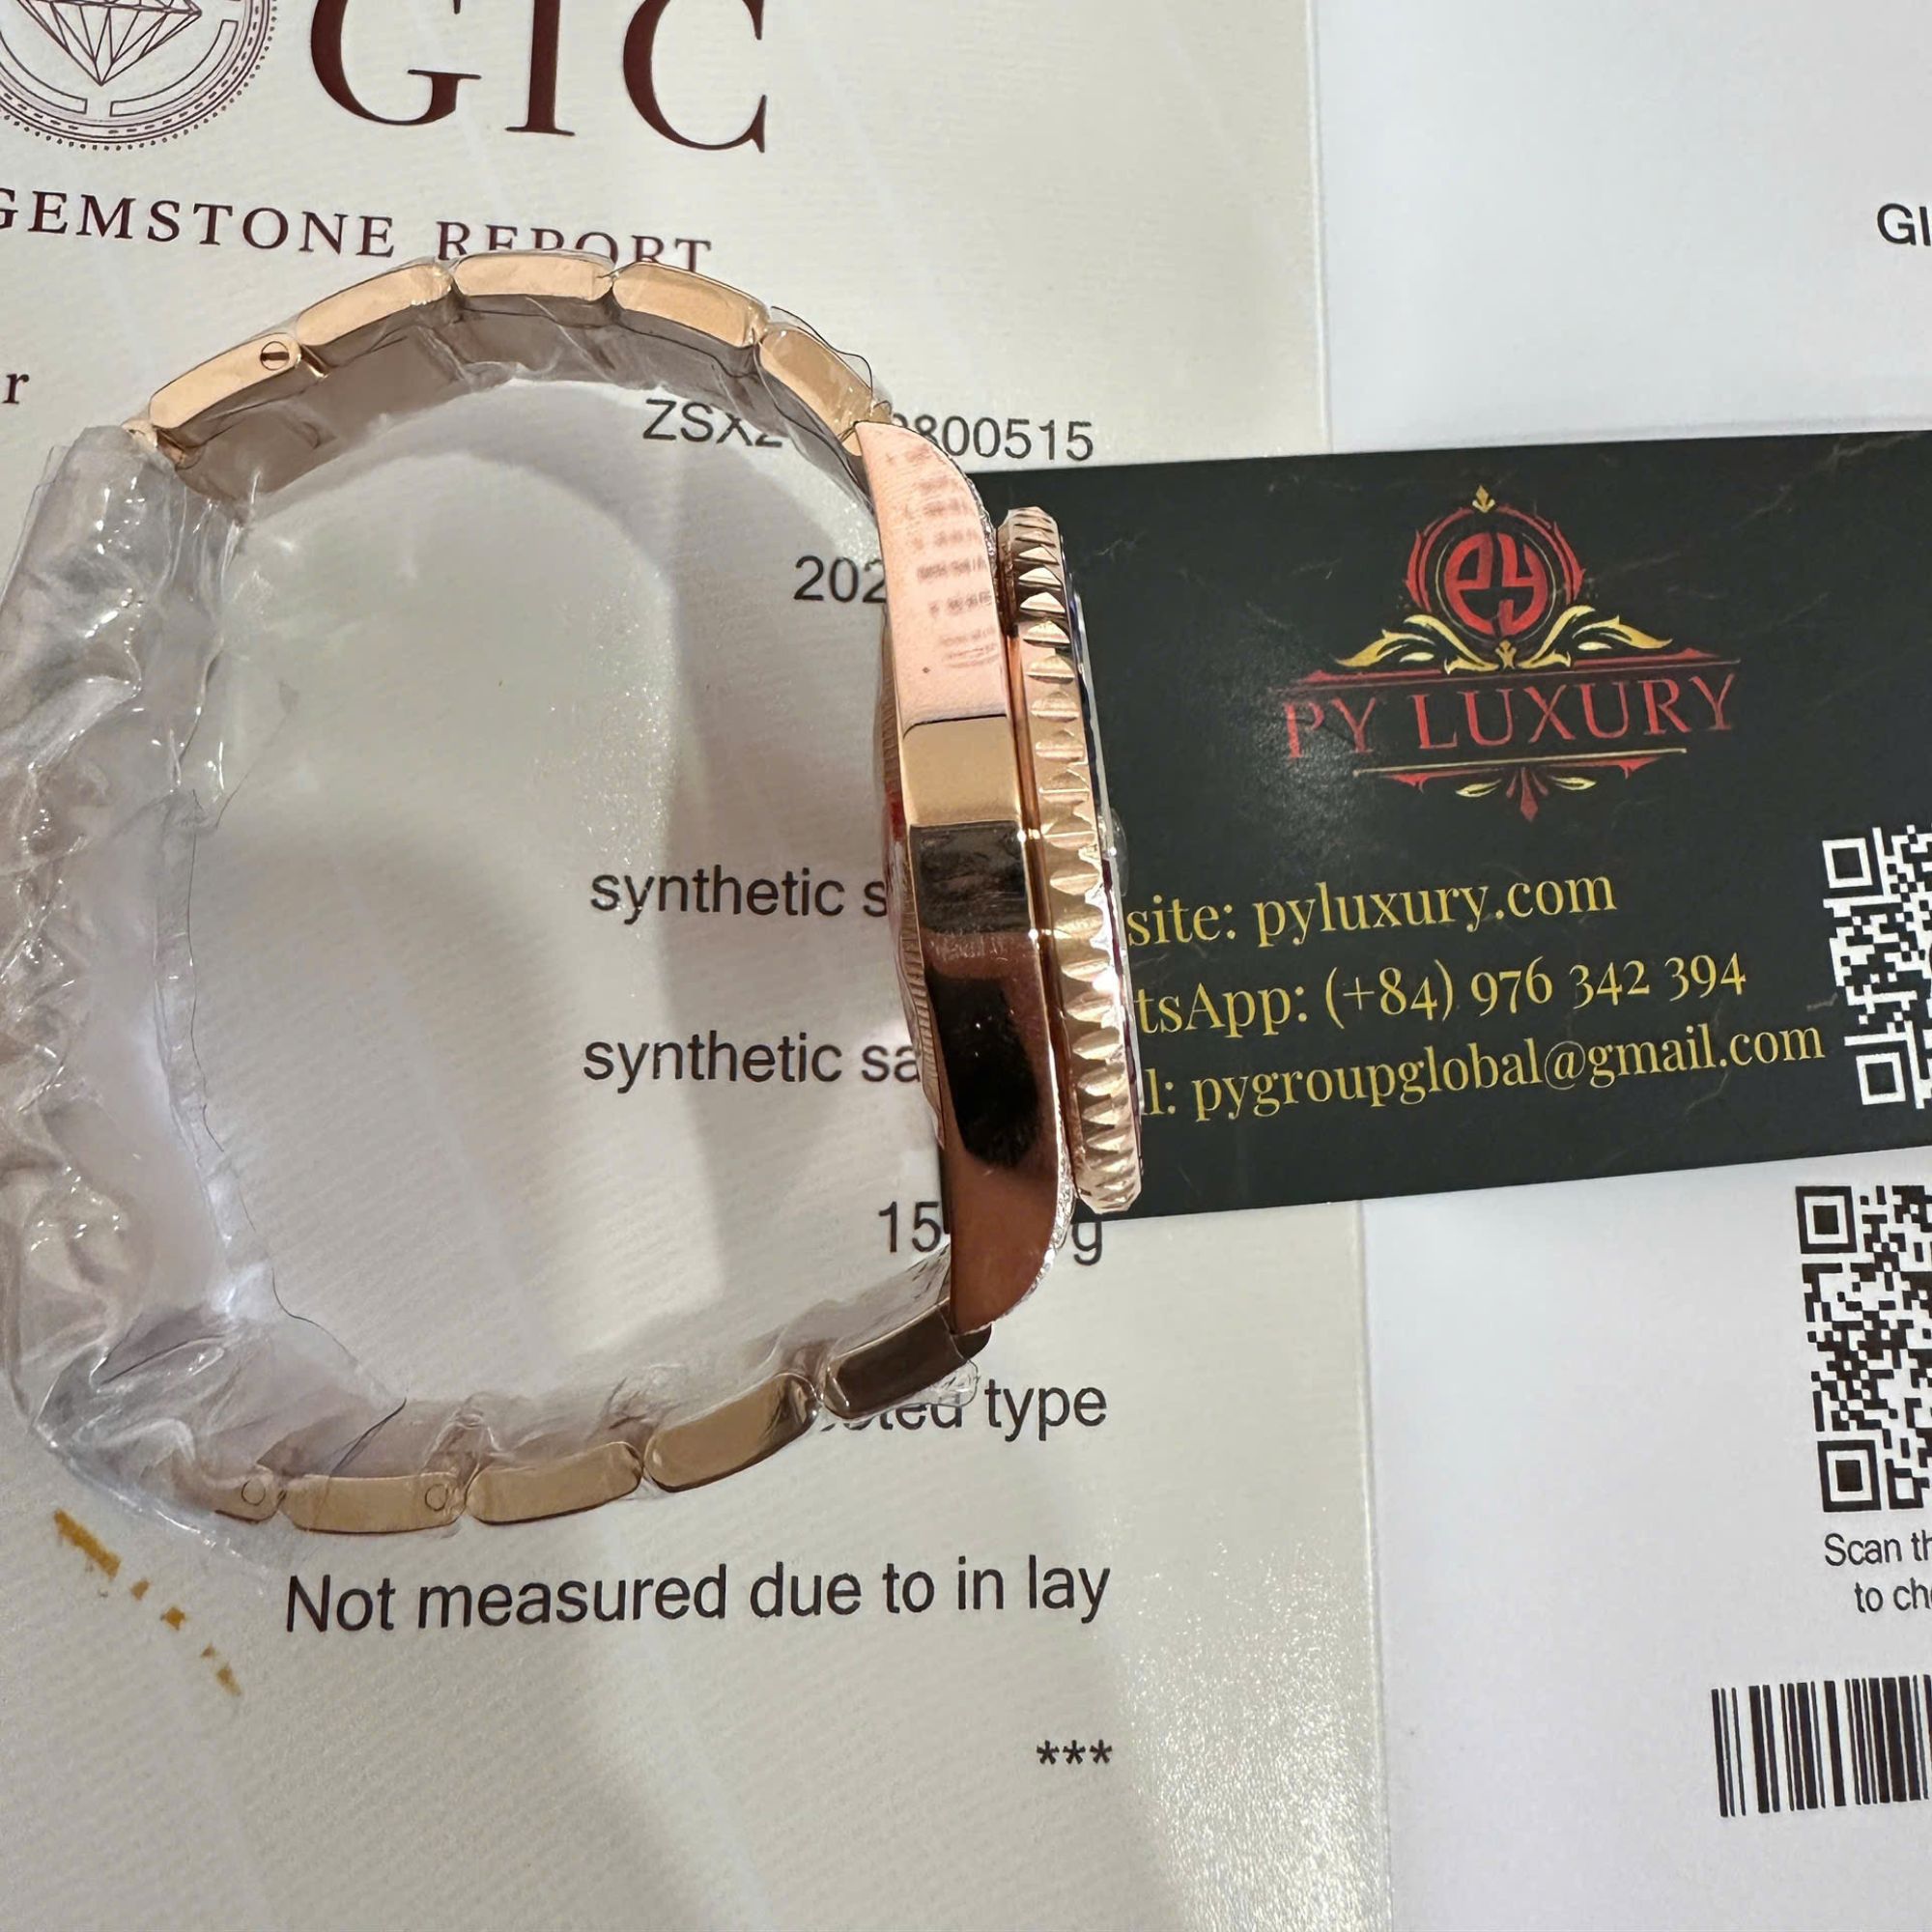 GIC
GEMSTONE REPORT
GI
r
ZSX2 800515
202
py
PY LUXURY
synthetic s
site: pyluxury.com
tsApp: (+84) 976 342 394
l: pygroupglobal@gmail.com
synthetic sa
15 g
type
Scan th
to ch
Not measured due to in lay
***